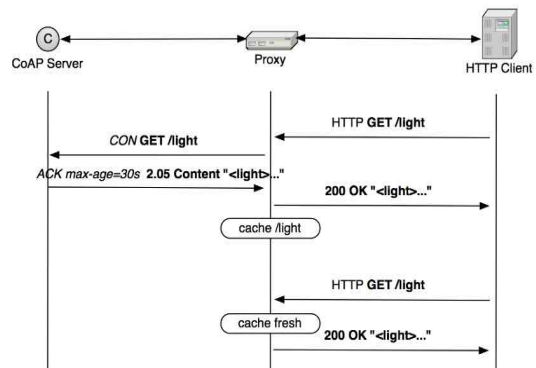 C
CoAP Server
Proxy
HTTP Client
HTTP GET /light
CON GET /light
ACK max-age=30s 2.05 Content "<light>..."
200 OK "<light>..."
cache /light
HTTP GET /light
cache fresh
200 OK "<light>..."